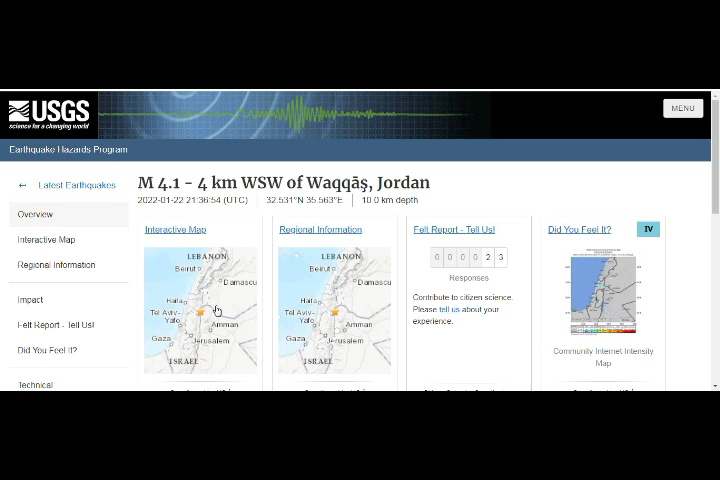 USGS
science for a changing world
MENU
Earthquake Hazards Program
← Latest Earthquakes
Overview
Interactive Map
Regional Information
Impact
Felt Report - Tell Us!
Did You Feel It?
Technical
M 4.1 - 4 km WSW of Waqqāş, Jordan
2022-01-22 21:36:54 (UTC) | 32.531°N 35.563°E | 10.0 km depth
Interactive Map
LEBANON
Beirut
Damascu
Haifa
Tel Aviv-
Yafo
Amman
Gaza
Jerusalem
ISRAEL
Regional Information
LEBANON
Beirut
Damascu
Haifa
Tel Aviv-
Yafo
Amman
Gaza
Jerusalem
ISRAEL
Felt Report - Tell Us!
0 0 0 0 2 3
Responses
Contribute to citizen science.
Please tell us about your
experience.
Did You Feel It?
IV
Community Internet Intensity
Map